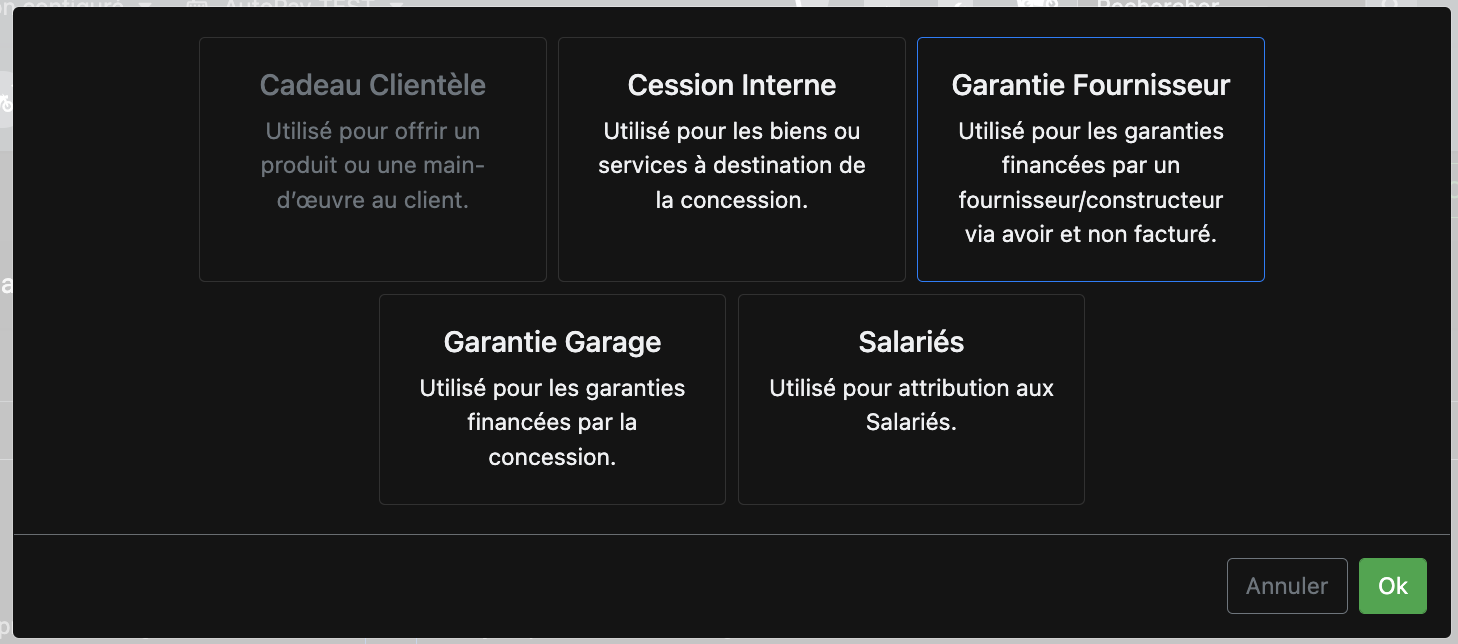 AutoPay TEST
Rechercher
Cadeau Clientèle
Utilisé pour offrir un
produit ou une main-
d’œuvre au client.
Cession Interne
Utilisé pour les biens ou
services à destination de
la concession.
Garantie Fournisseur
Utilisé pour les garanties
financées par un
fournisseur/constructeur
via avoir et non facturé.
Garantie Garage
Utilisé pour les garanties
financées par la
concession.
Salariés
Utilisé pour attribution aux
Salariés.
Annuler
Ok